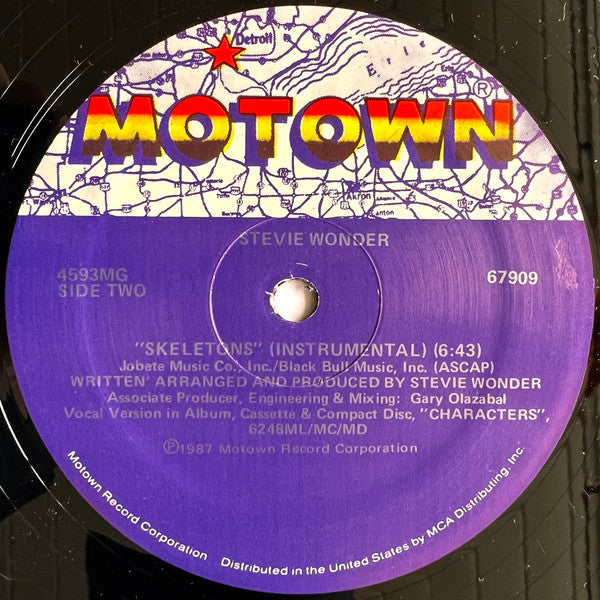 Detroit
Erie
MOTOWN®
Akron
Canton
STEVIE WONDER
4593MG
SIDE TWO
67909
"SKELETONS" (INSTRUMENTAL) (6:43)
Jobete Music Co., Inc./Black Bull Music, Inc. (ASCAP)
WRITTEN' ARRANGED AND PRODUCED BY STEVIE WONDER
Associate Producer, Engineering & Mixing: Gary Olazabal
Vocal Version in Album, Cassette & Compact Disc, "CHARACTERS",
6248ML/MC/MD
Ⓟ1987 Motown Record Corporation
Motown Record Corporation Distributed in the United States by MCA Distributing, Inc.